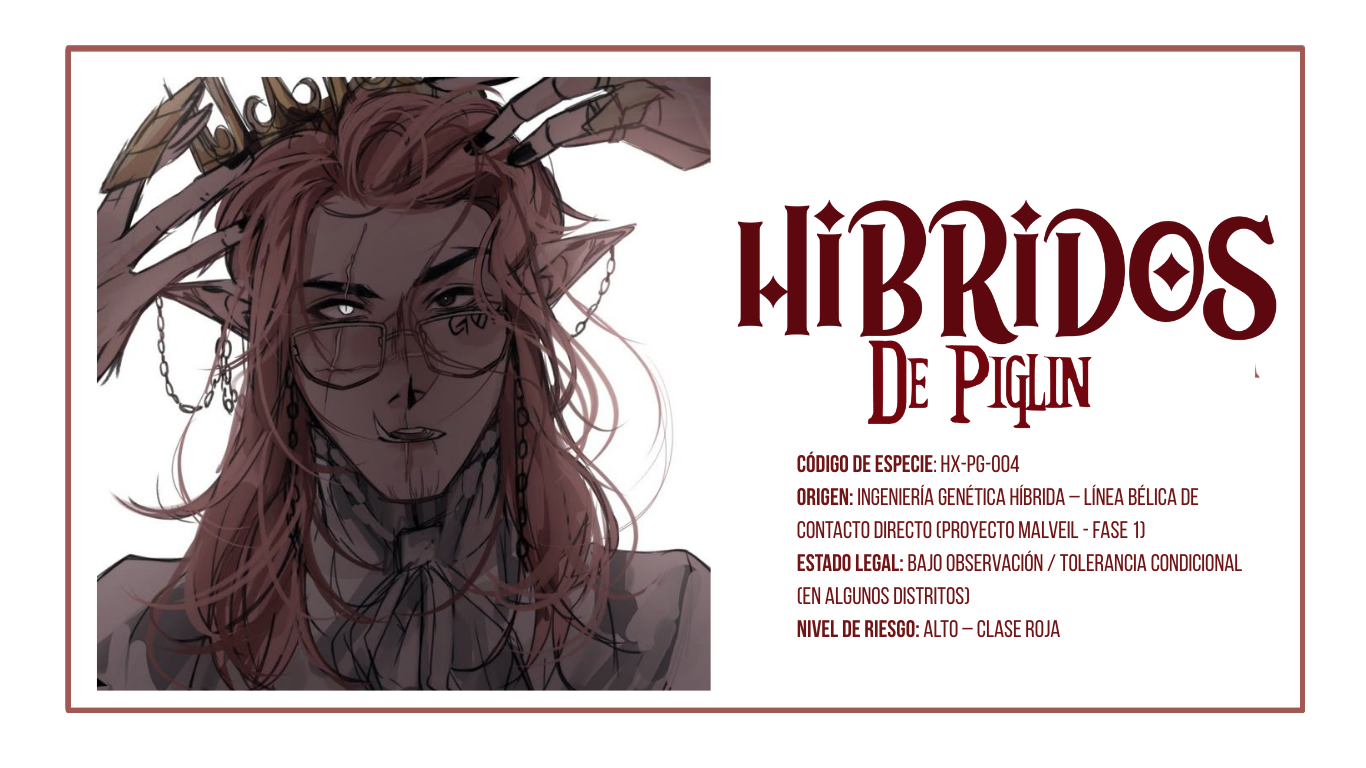 HÍBRIDOS
DE PIGLIN
CÓDIGO DE ESPECIE: HX-PG-004
ORIGEN: INGENIERÍA GENÉTICA HÍBRIDA – LÍNEA BÉLICA DE
CONTACTO DIRECTO (PROYECTO MALVEIL - FASE 1)
ESTADO LEGAL: BAJO OBSERVACIÓN / TOLERANCIA CONDICIONAL
(EN ALGUNOS DISTRITOS)
NIVEL DE RIESGO: ALTO – CLASE ROJA